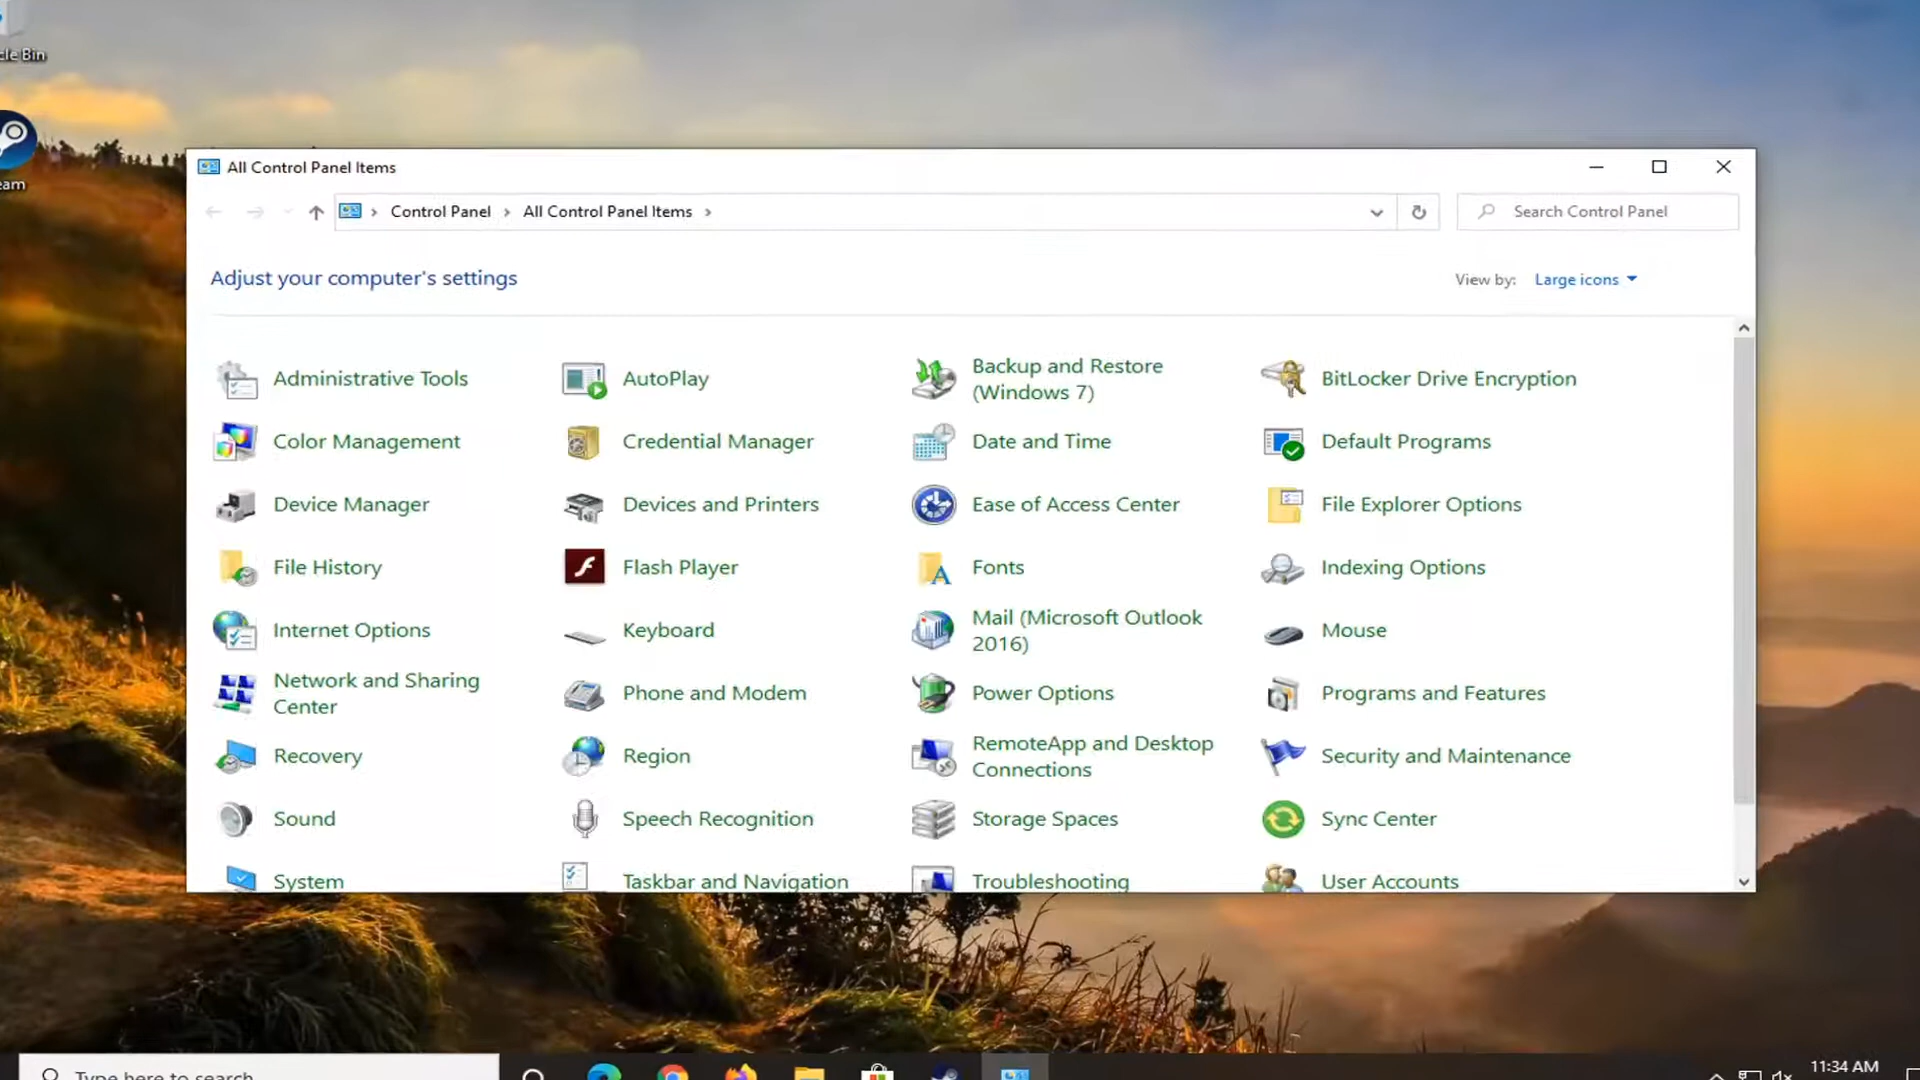 cle Bin
eam
All Control Panel Items
Control Panel
All Control Panel Items
Search Control Panel
Adjust your computer's settings
View by:
Large icons
Administrative Tools
AutoPlay
Backup and Restore
(Windows 7)
BitLocker Drive Encryption
Color Management
Credential Manager
Date and Time
Default Programs
Device Manager
Devices and Printers
Ease of Access Center
File Explorer Options
File History
Flash Player
Fonts
Indexing Options
Internet Options
Keyboard
Mail (Microsoft Outlook
2016)
Mouse
Network and Sharing
Center
Phone and Modem
Power Options
Programs and Features
Recovery
Region
RemoteApp and Desktop
Connections
Security and Maintenance
Sound
Speech Recognition
Storage Spaces
Sync Center
System
Taskbar and Navigation
Troubleshooting
User Accounts
Type here to search
11:34 AM